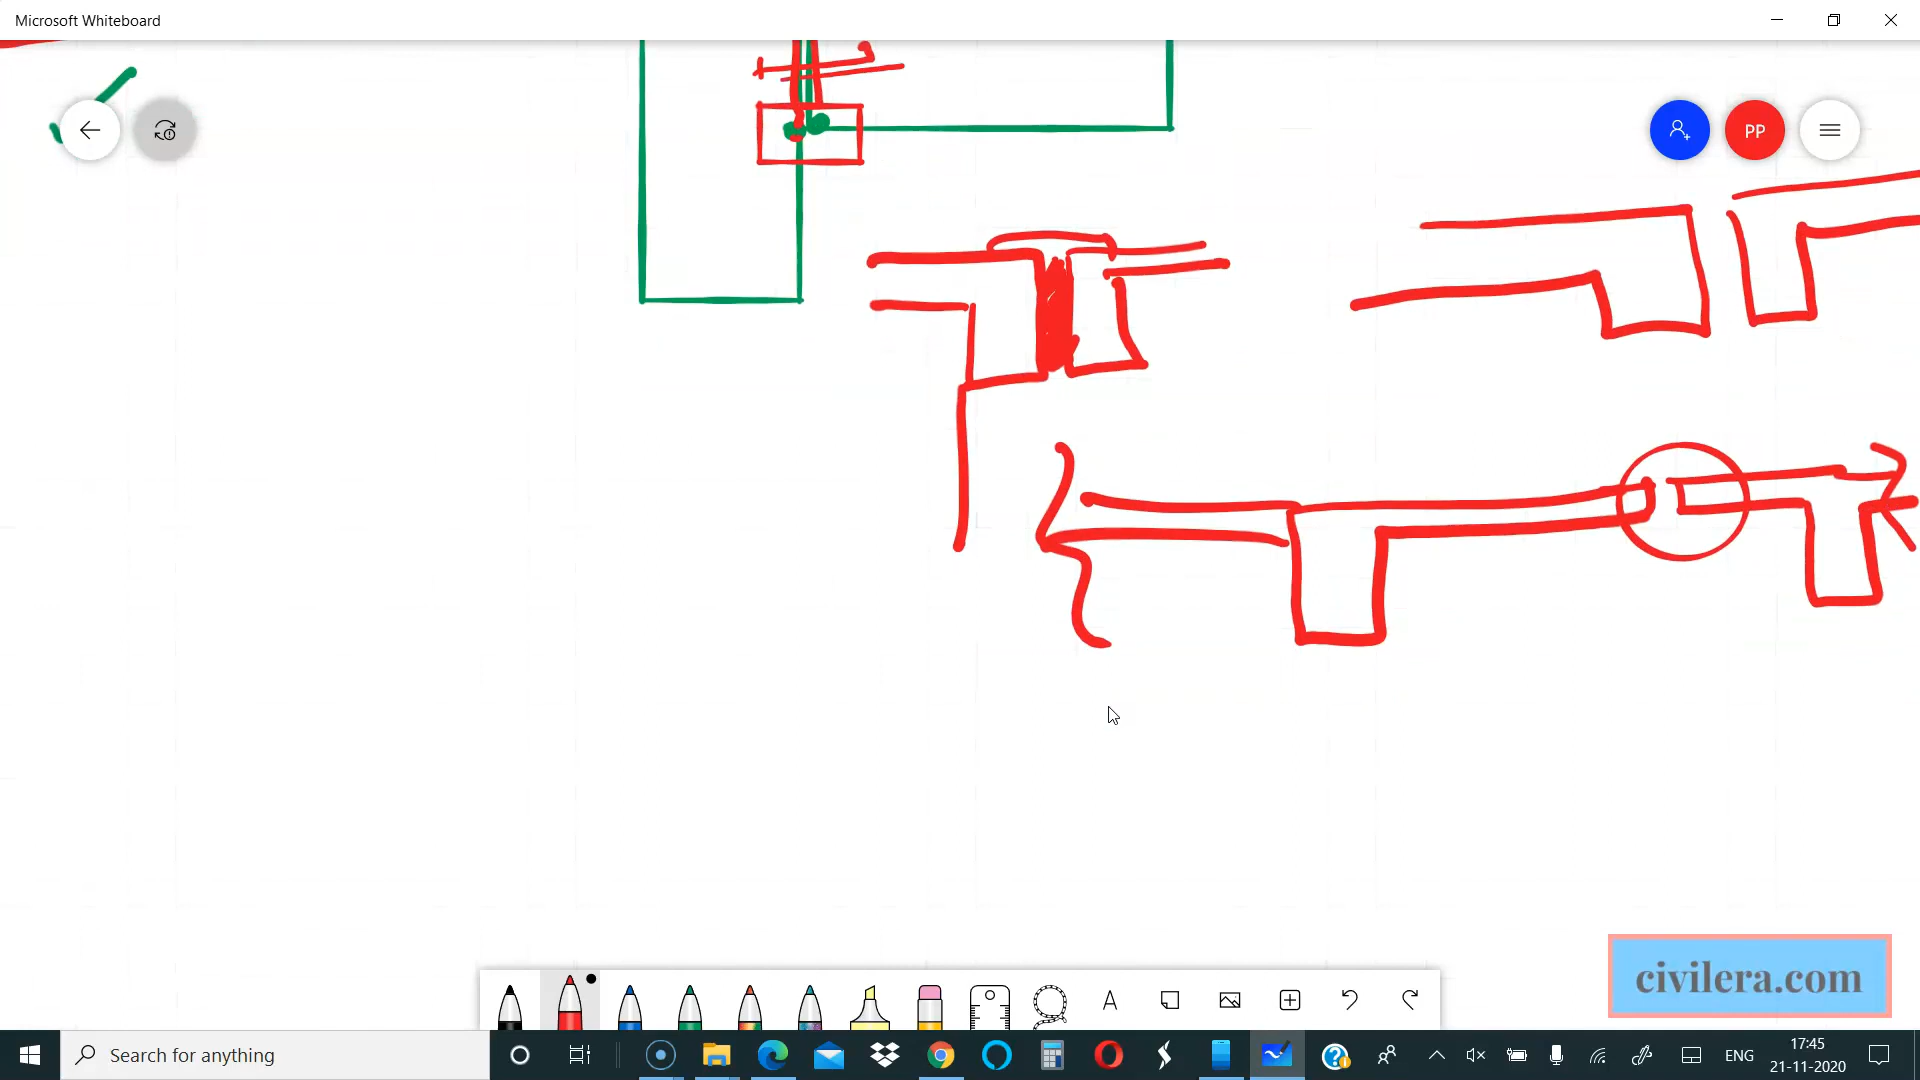 Microsoft Whiteboard
PP
A
civilera.com
Search for anything
ENG
17:45
21-11-2020